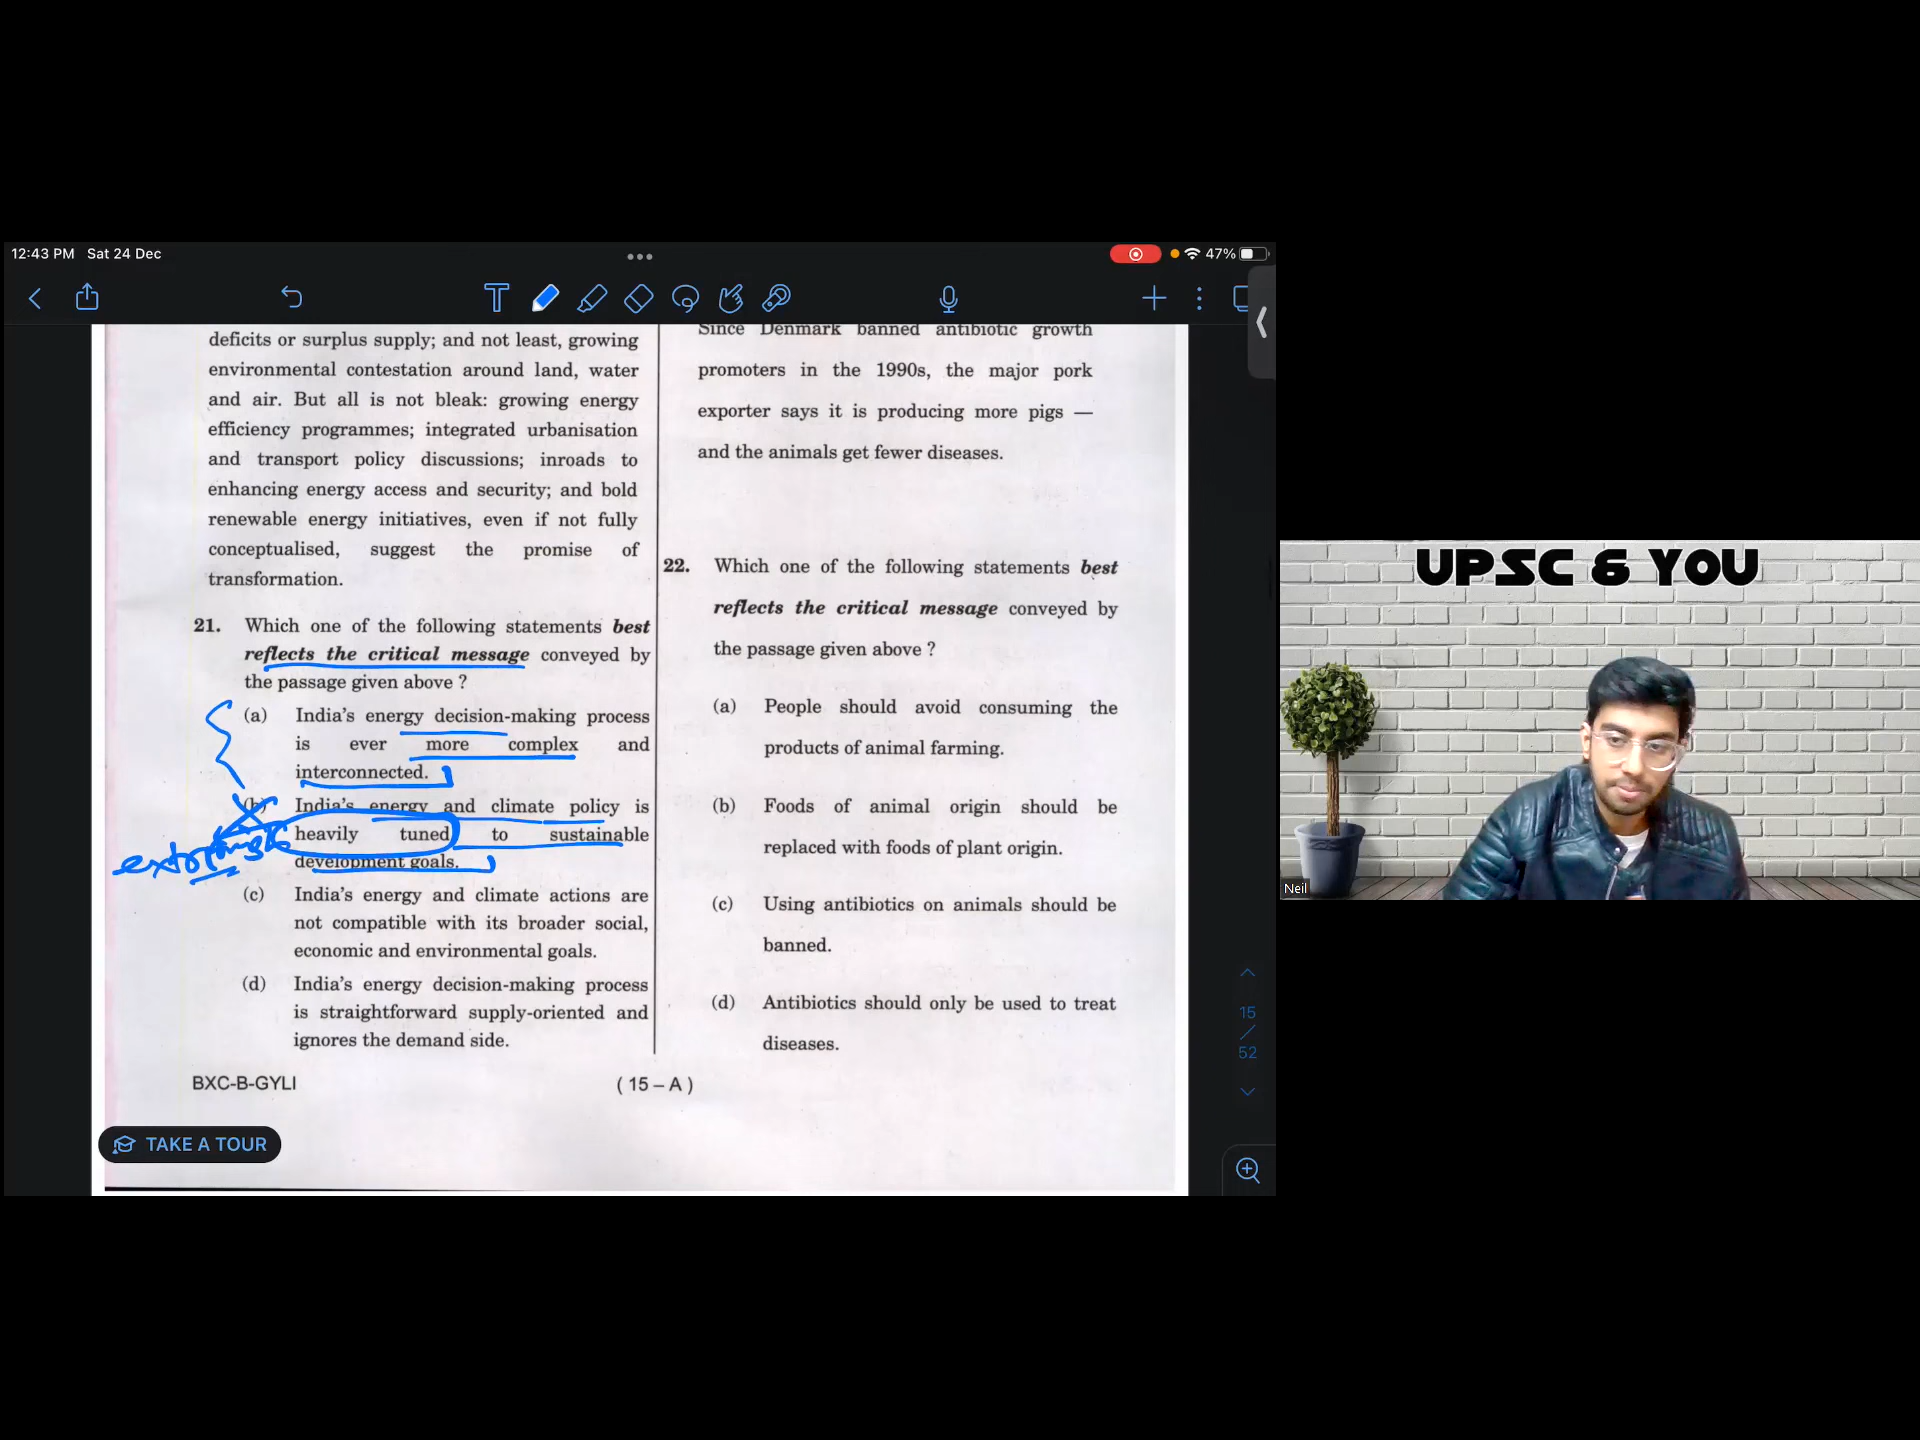 12:43 PM Sat 24 Dec
47%
T
deficits or surplus supply; and not least, growing
environmental contestation around land, water
and air. But all is not bleak: growing energy
efficiency programmes; integrated urbanisation
and transport policy discussions; inroads to
enhancing energy access and security; and bold
renewable energy initiatives, even if not fully
conceptualised, suggest the promise of
transformation.
21. Which one of the following statements best
reflects the critical message conveyed by
the passage given above ?
(a) India's energy decision-making process
is ever more complex and
interconnected.
(b) India's energy and climate policy is
heavily tuned to sustainable
development goals.
(c) India's energy and climate actions are
not compatible with its broader social,
economic and environmental goals.
(d) India's energy decision-making process
is straightforward supply-oriented and
ignores the demand side.
BXC-B-GYLI
( 15 – A )
Since Denmark banned antibiotic growth
promoters in the 1990s, the major pork
exporter says it is producing more pigs —
and the animals get fewer diseases.
22. Which one of the following statements best
reflects the critical message conveyed by
the passage given above ?
(a) People should avoid consuming the
products of animal farming.
(b) Foods of animal origin should be
replaced with foods of plant origin.
(c) Using antibiotics on animals should be
banned.
(d) Antibiotics should only be used to treat
diseases.
15
/
52
TAKE A TOUR
UPSC & YOU
Neil